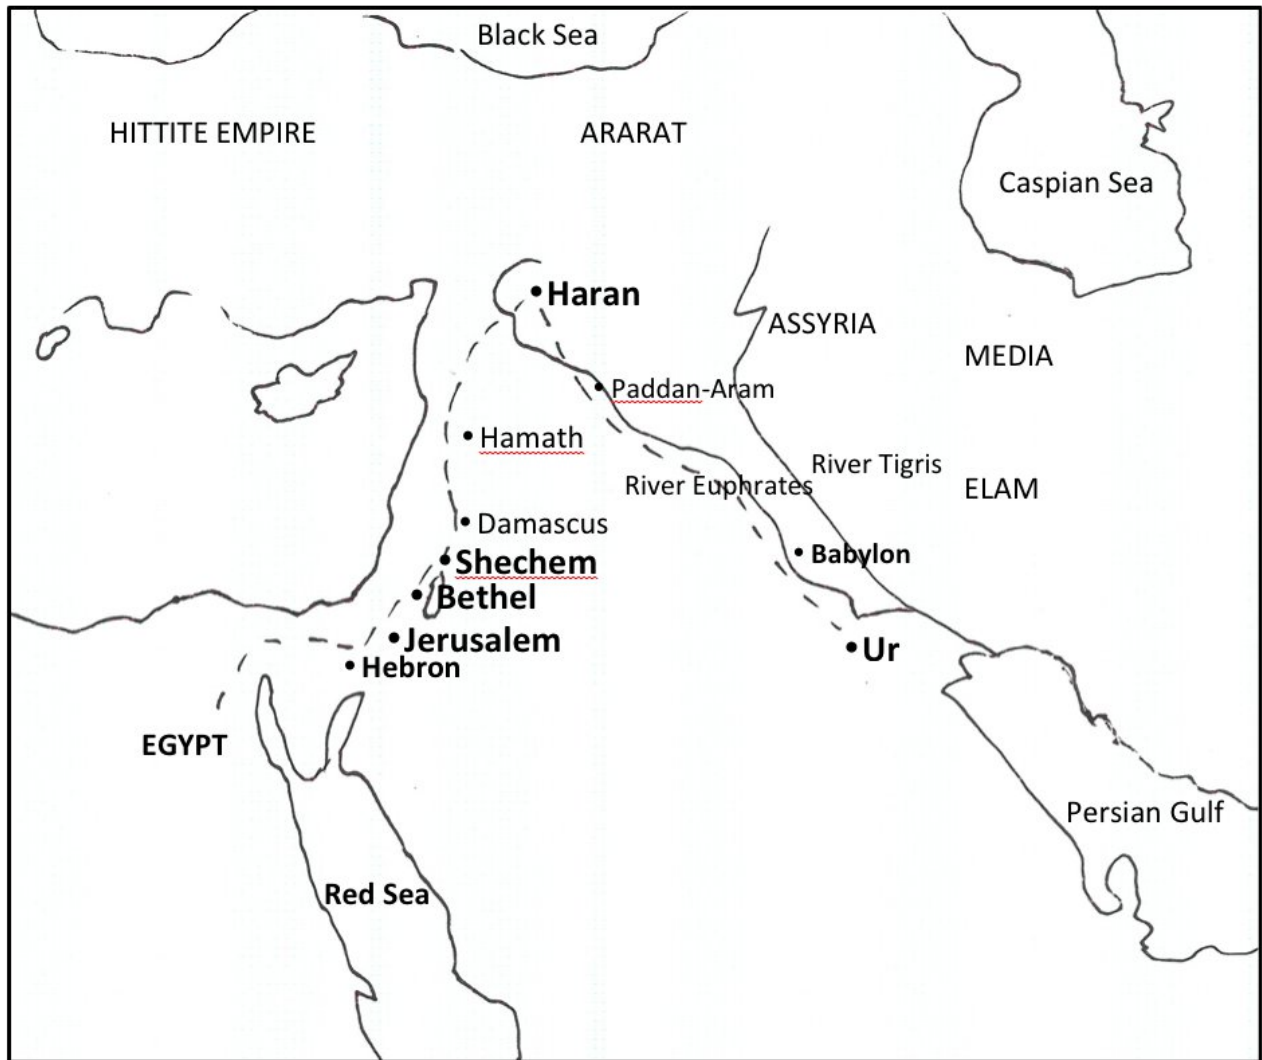 Black Sea
HITTITE EMPIRE
ARARAT
Caspian Sea
Haran
ASSYRIA
MEDIA
Paddan-Aram
Hamath
River Tigris
River Euphrates
ELAM
Damascus
Shechem
Babylon
Bethel
Jerusalem
Ur
Hebron
EGYPT
Persian Gulf
Red Sea